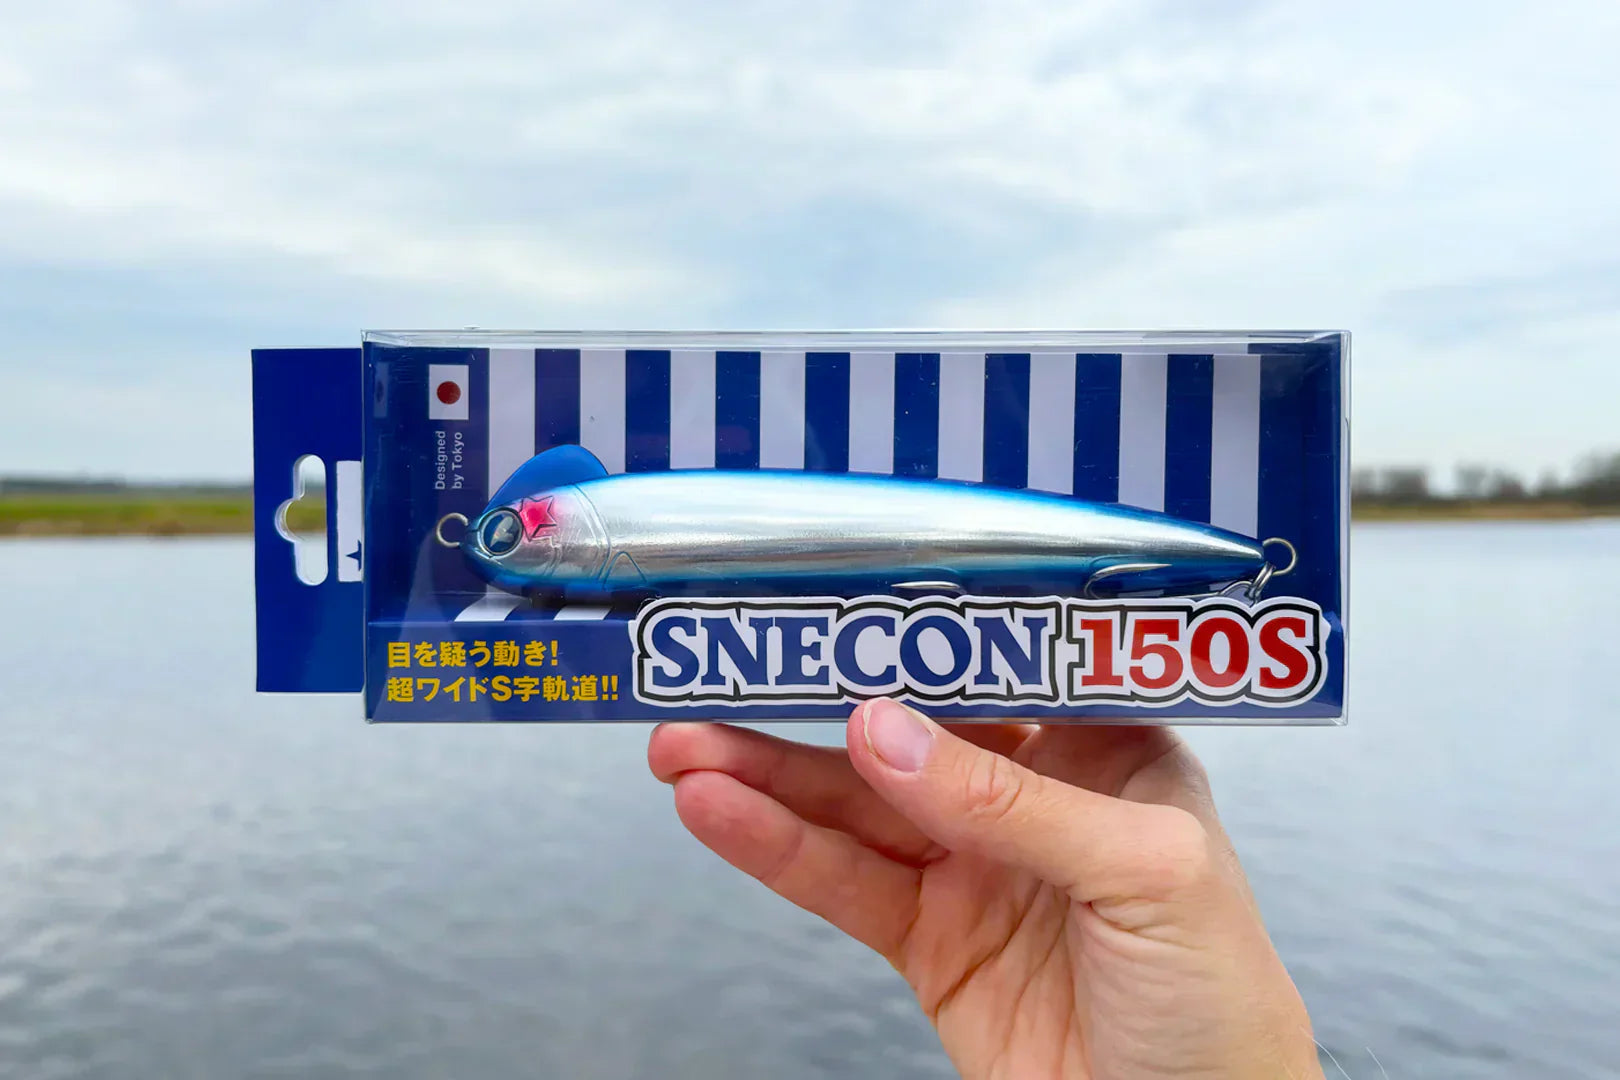 Designed
by Tokyo
目を疑う動き!
超ワイドS字軌道!!
SNECON 150S